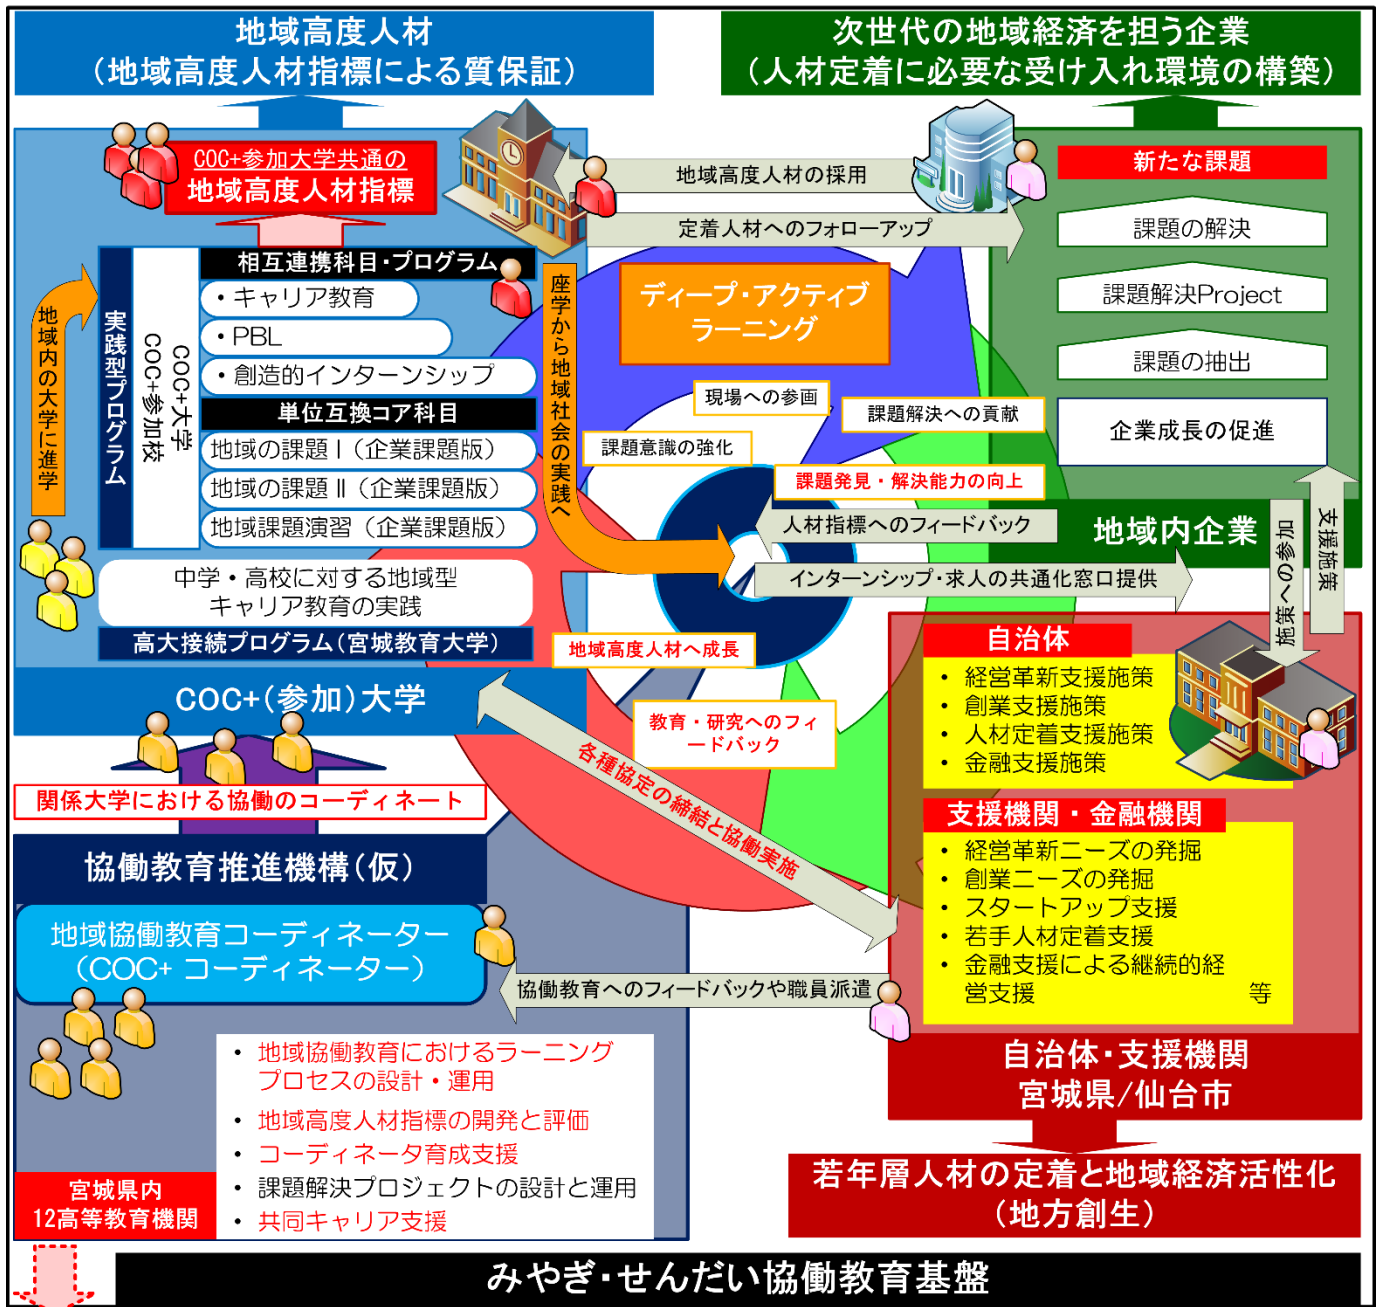 地域高度人材
（地域高度人材指標による質保証）
次世代の地域経済を担う企業
（人材定着に必要な受け入れ環境の構築）
COC+参加大学共通の
地域高度人材指標
地域高度人材の採用
定着人材へのフォローアップ
新たな課題
課題の解決
課題解決Project
課題の抽出
企業成長の促進
地域内企業
地域内の大学に進学
実践型プログラム
COC+大学
COC+参加校
相互連携科目・プログラム
・キャリア教育
・PBL
・創造的インターンシップ
単位互換コア科目
地域の課題Ⅰ（企業課題版）
地域の課題Ⅱ（企業課題版）
地域課題演習（企業課題版）
中学・高校に対する地域型
キャリア教育の実践
高大接続プログラム（宮城教育大学）
COC+（参加）大学
座学から地域社会の実践へ
ディープ・アクティブ
ラーニング
現場への参画
課題解決への貢献
課題意識の強化
課題発見・解決能力の向上
人材指標へのフィードバック
インターンシップ・求人の共通化窓口提供
地域高度人材へ成長
教育・研究へのフィ
ードバック
各種協定の締結と協働実施
施策への参加
支援施策
自治体
• 経営革新支援施策
• 創業支援施策
• 人材定着支援施策
• 金融支援施策
支援機関・金融機関
• 経営革新ニーズの発掘
• 創業ニーズの発掘
• スタートアップ支援
• 若手人材定着支援
• 金融支援による継続的経
営支援 等
自治体・支援機関
宮城県/仙台市
若年層人材の定着と地域経済活性化
（地方創生）
関係大学における協働のコーディネート
協働教育推進機構（仮）
地域協働教育コーディネーター
（COC+ コーディネーター）
協働教育へのフィードバックや職員派遣
• 地域協働教育におけるラーニング
プロセスの設計・運用
• 地域高度人材指標の開発と評価
• コーディネータ育成支援
• 課題解決プロジェクトの設計と運用
• 共同キャリア支援
宮城県内
12高等教育機関
みやぎ・せんだい協働教育基盤